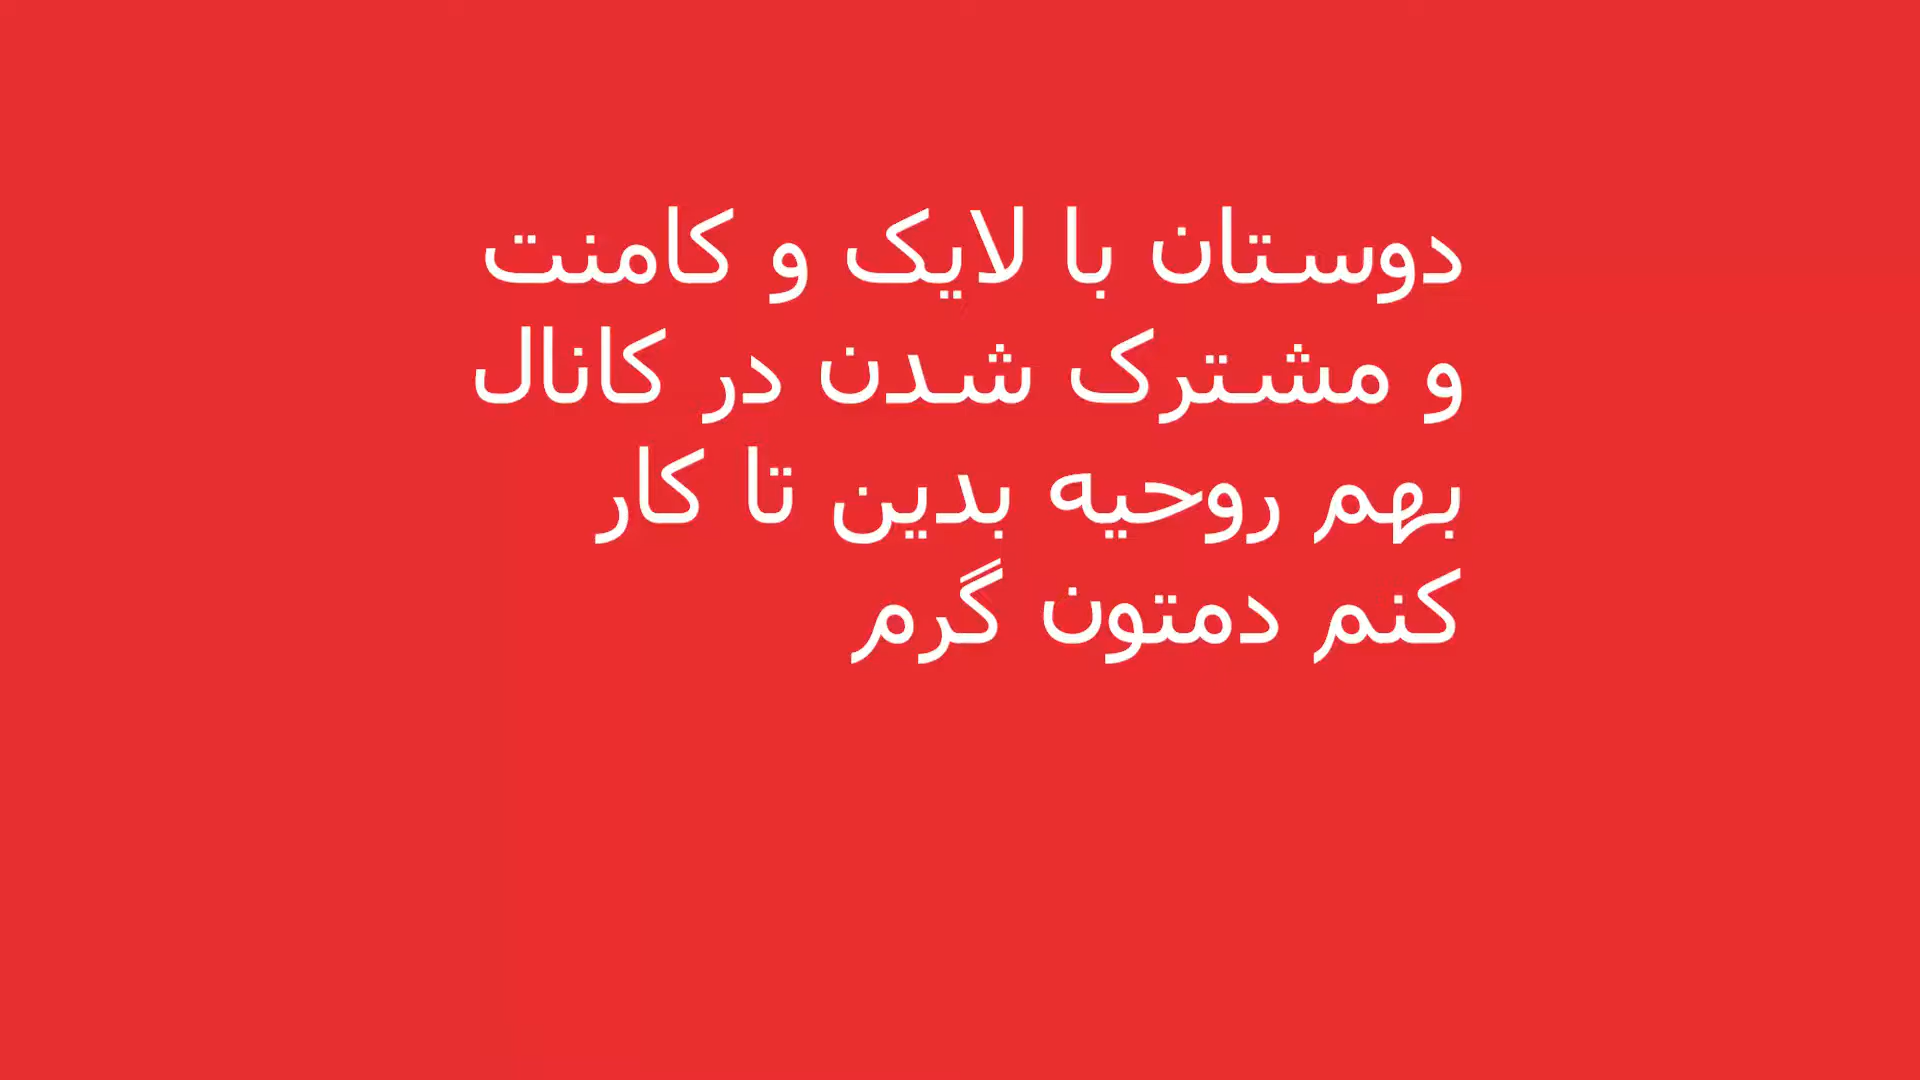 دوستان با لایک و کامنت
و مشترک شدن در کانال
بهم روحیه بدین تا کار
کنم دمتون گرم